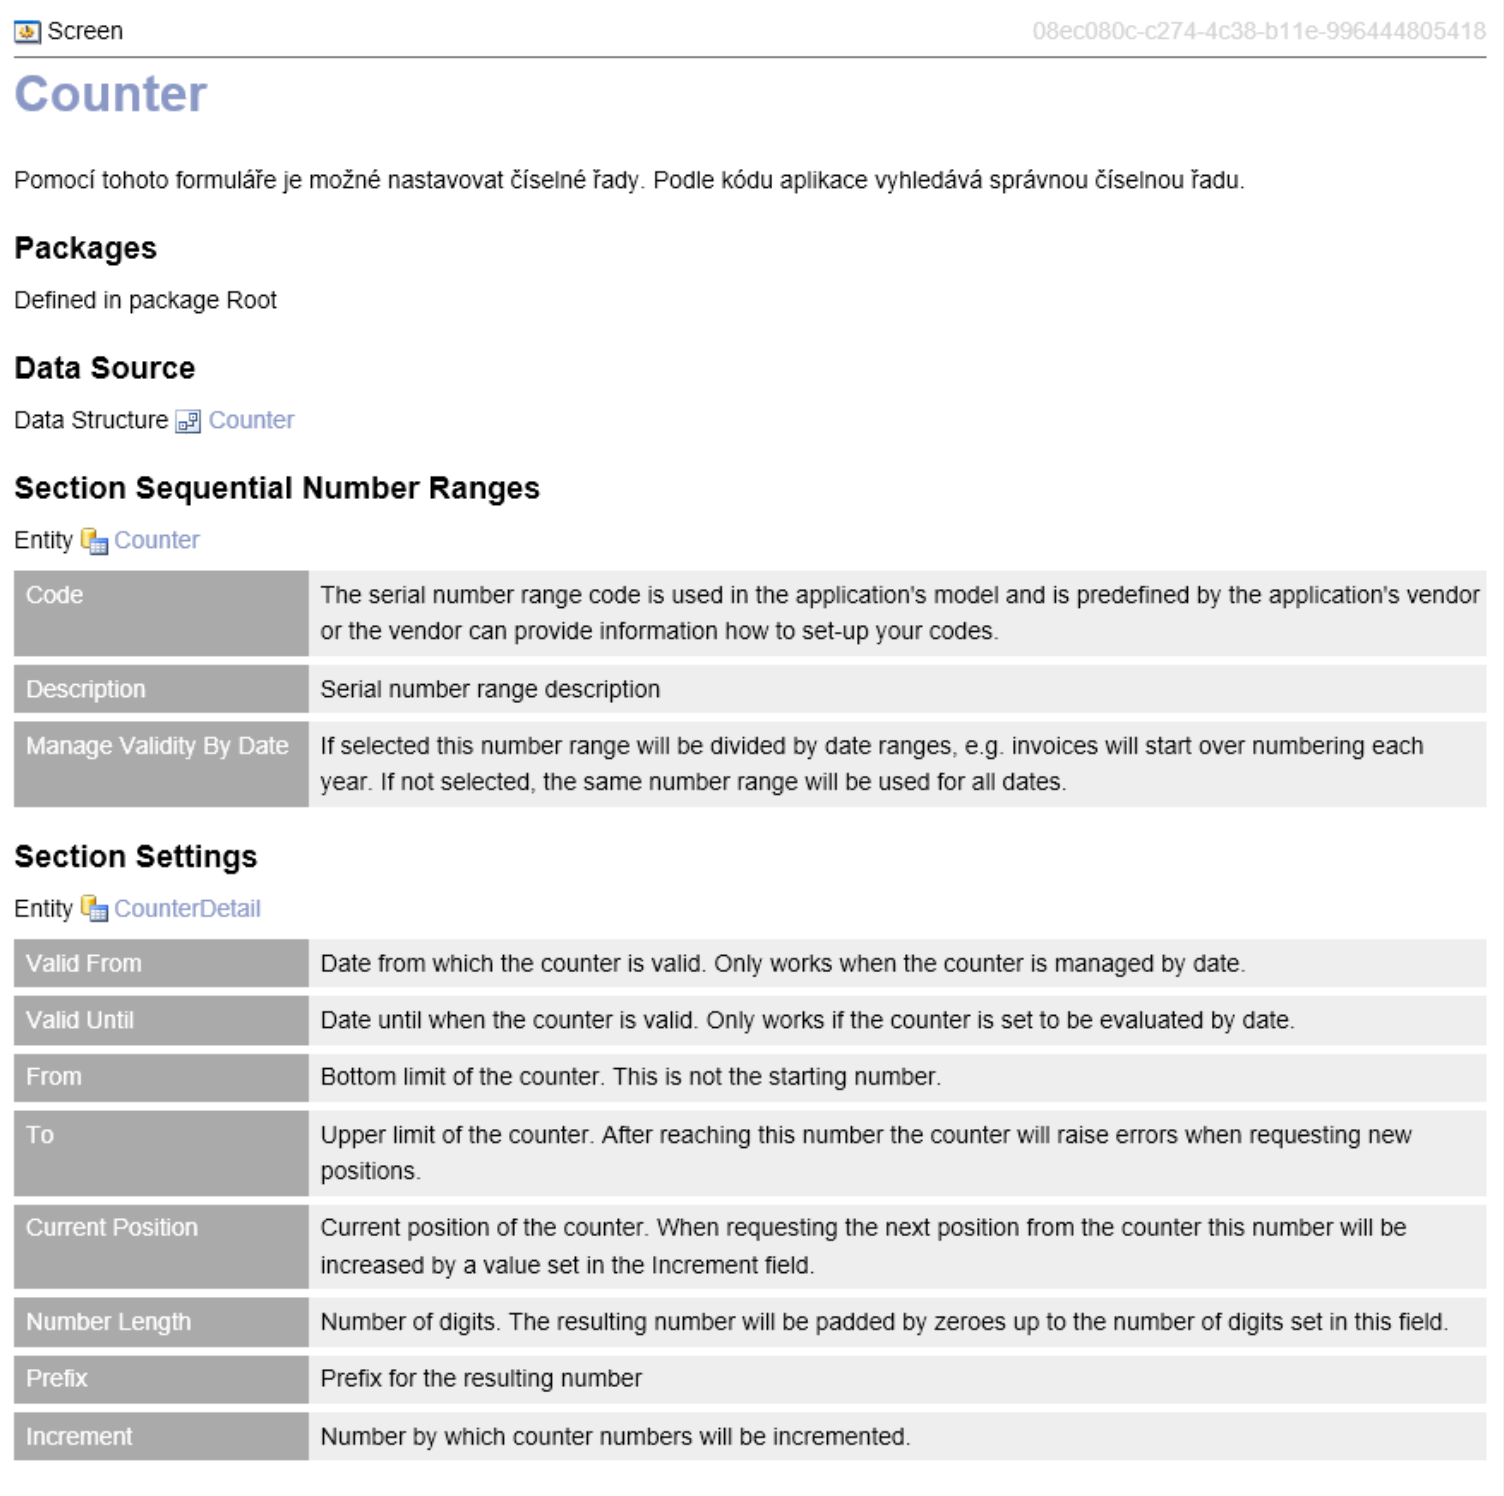 Screen 08ec080c-c274-4c38-b11e-996444805418
Counter
Pomocí tohoto formuláře je možné nastavovat číselné řady. Podle kódu aplikace vyhledává správnou číselnou řadu.
Packages
Defined in package Root
Data Source
Data Structure Counter
Section Sequential Number Ranges
Entity Counter
Code The serial number range code is used in the application's model and is predefined by the application's vendor
or the vendor can provide information how to set-up your codes.
Description Serial number range description
Manage Validity By Date If selected this number range will be divided by date ranges, e.g. invoices will start over numbering each
year. If not selected, the same number range will be used for all dates.
Section Settings
Entity CounterDetail
Valid From Date from which the counter is valid. Only works when the counter is managed by date.
Valid Until Date until when the counter is valid. Only works if the counter is set to be evaluated by date.
From Bottom limit of the counter. This is not the starting number.
To Upper limit of the counter. After reaching this number the counter will raise errors when requesting new
positions.
Current Position Current position of the counter. When requesting the next position from the counter this number will be
increased by a value set in the Increment field.
Number Length Number of digits. The resulting number will be padded by zeroes up to the number of digits set in this field.
Prefix Prefix for the resulting number
Increment Number by which counter numbers will be incremented.